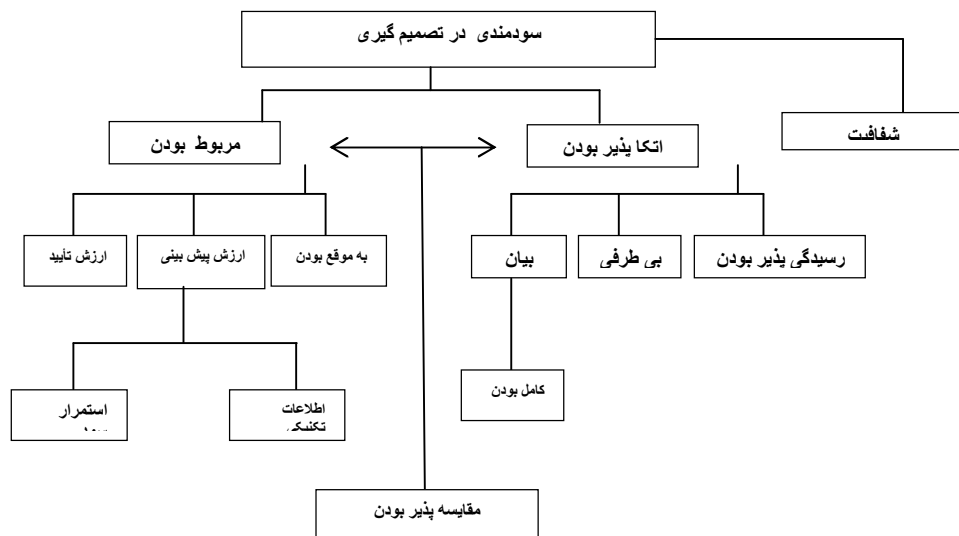 سودمندی در تصمیم گیری
شفافیت
اتکا پذیر بودن
مربوط بودن
رسیدگی پذیر بودن
بی طرفی
بیان
به موقع بودن
ارزش پیش بینی
ارزش تأیید
کامل بودن
اطلاعات
تکنیکی
استمرار
مقایسه پذیر بودن